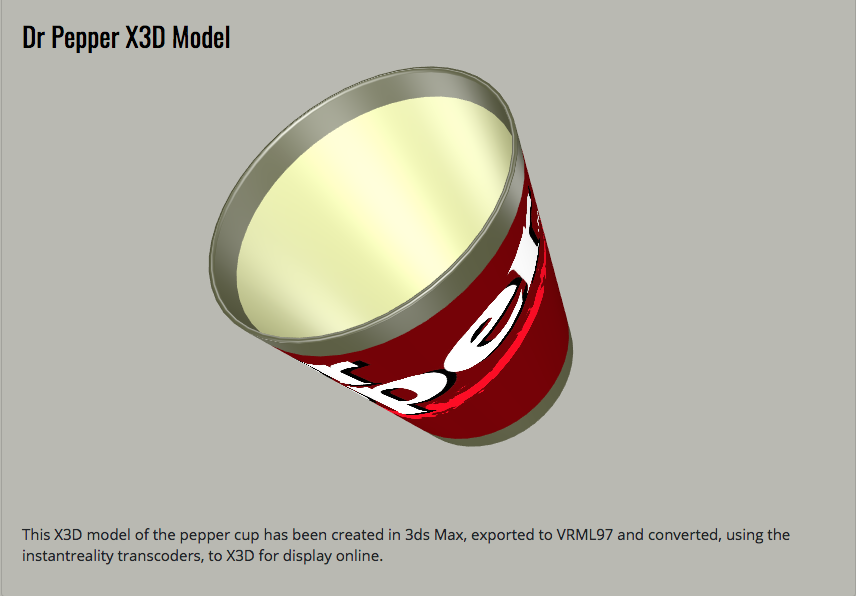 Dr Pepper X3D Model
This X3D model of the pepper cup has been created in 3ds Max, exported to VRML97 and converted, using the
instantreality transcoders, to X3D for display online.